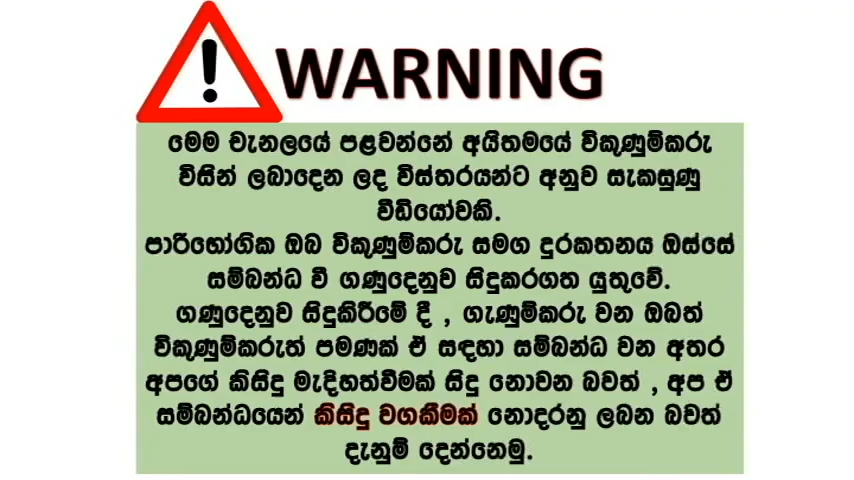 WARNING
මෙම චැනලයේ පළවන්නේ අයිතමයේ විකුණුම්කරු
විසින් ලබාදෙන ලද විස්තරයන්ට අනුව සැකසුණු
වීඩියෝවකි.
පාරිභෝගික ඔබ විකුණුම්කරු සමග දුරකතනය ඔස්සේ
සම්බන්ධ වී ගණුදෙනුව සිදුකරගත යුතුවේ.
ගණුදෙනුව සිදුකිරීමේ දී , ගැණුම්කරු වන ඔබත්
විකුණුම්කරුත් පමණක් ඒ සඳහා සම්බන්ධ වන අතර
අපගේ කිසිදු මැදිහත්වීමක් සිදු නොවන බවත් , අප ඒ
සම්බන්ධයෙන් කිසිදු වගකීමක් නොදරනු ලබන බවත්
දැනුම් දෙන්නෙමු.